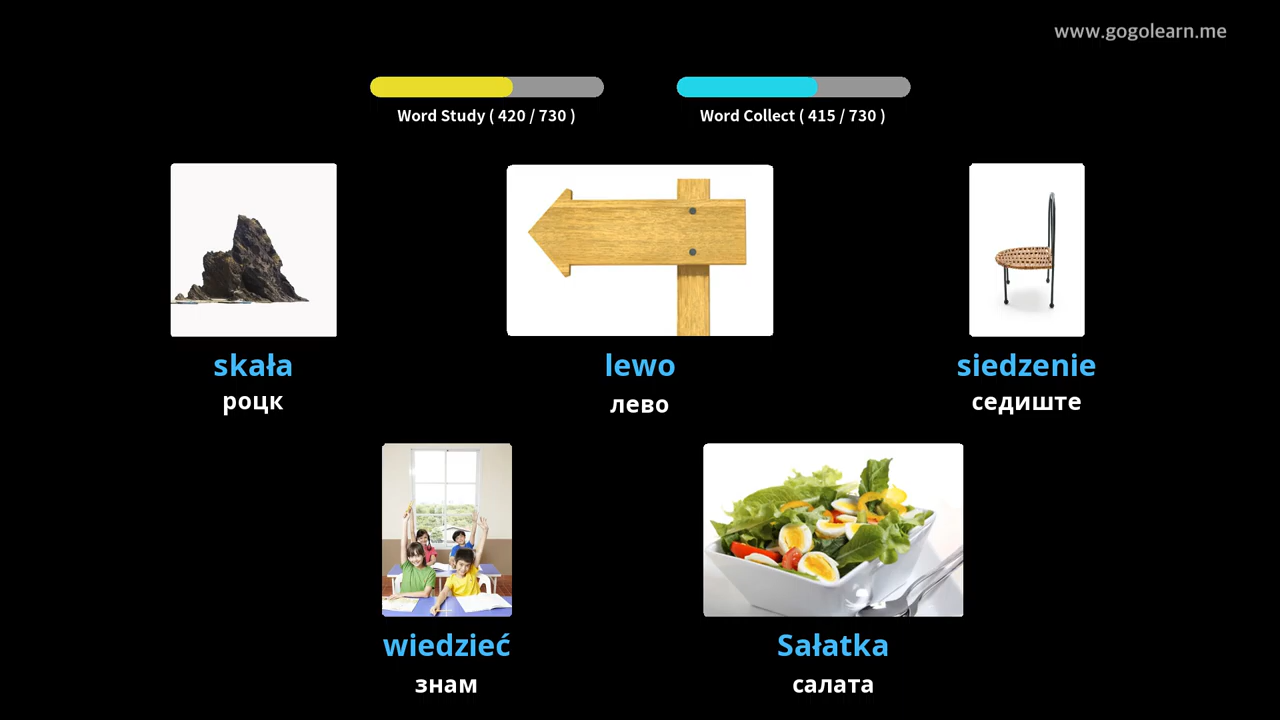 www.gogolearn.me
Word Study ( 420 / 730 )
Word Collect ( 415 / 730 )
skała
роцк
lewo
лево
siedzenie
седиште
wiedzieć
знам
Sałatka
салата